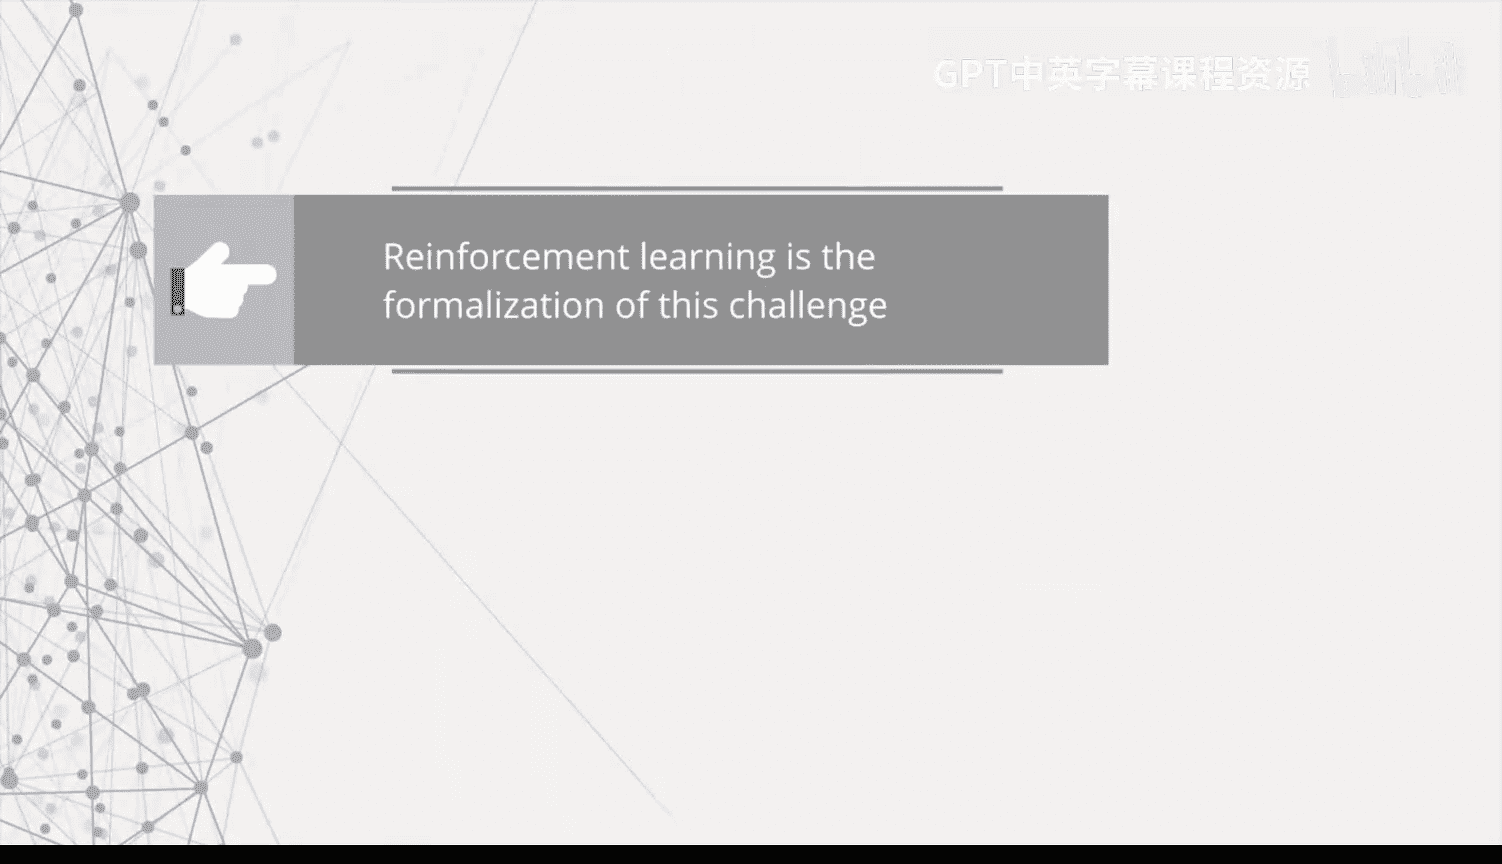 GPT中英字幕课程资源
Reinforcement learning is the
formalization of this challenge